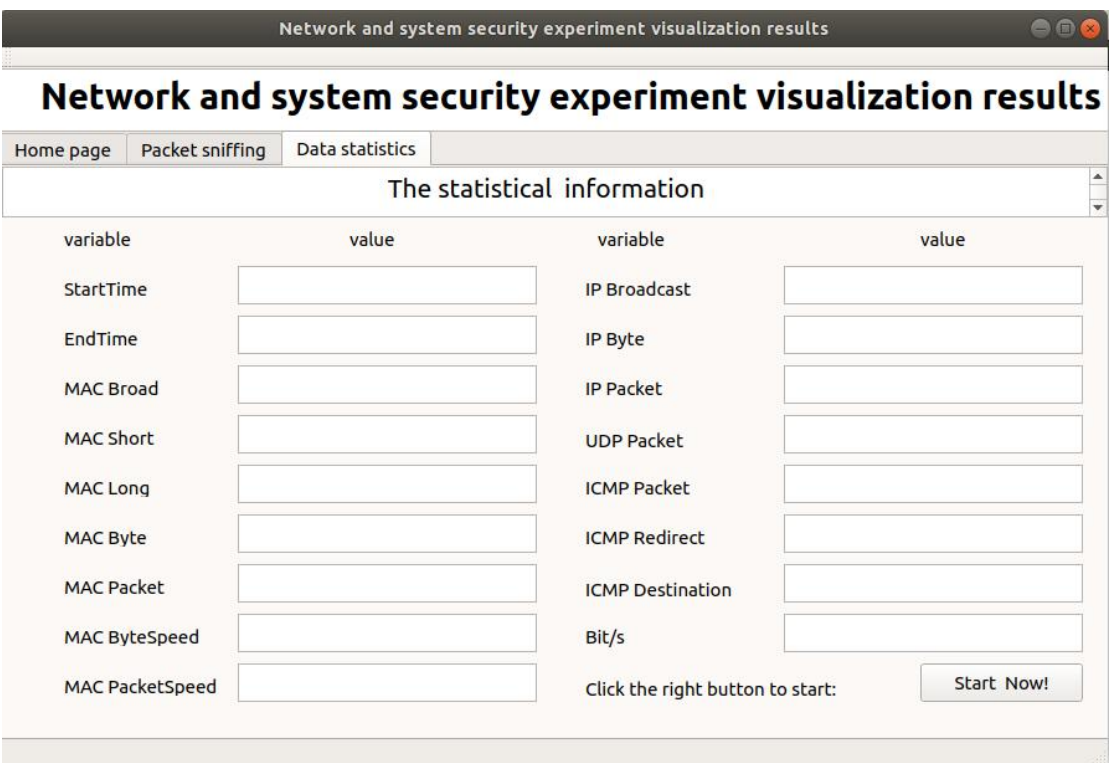 Network and system security experiment visualization results
Network and system security experiment visualization results
Home page Packet sniffing Data statistics
The statistical information
variable value variable value
StartTime IP Broadcast
EndTime IP Byte
MAC Broad IP Packet
MAC Short UDP Packet
MAC Long ICMP Packet
MAC Byte ICMP Redirect
MAC Packet ICMP Destination
MAC ByteSpeed Bit/s
MAC PacketSpeed Click the right button to start: Start Now!